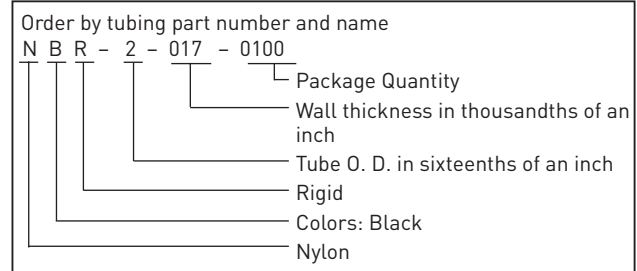 Order by tubing part number and name
N B R – 2 – 017 – 0100
Package Quantity
Wall thickness in thousandths of an
inch
Tube O. D. in sixteenths of an inch
Rigid
Colors: Black
Nylon